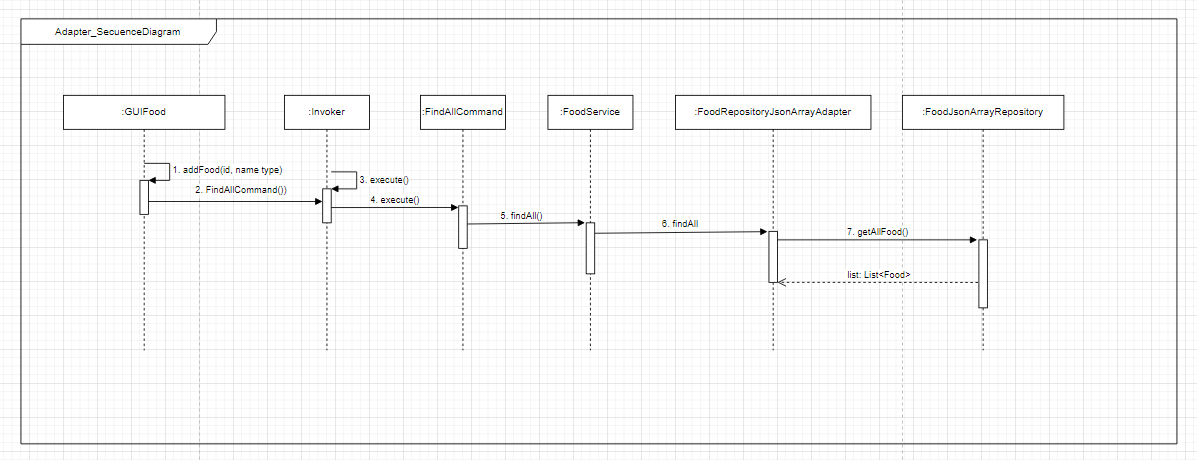 Adapter_SecuenceDiagram
:GUIFood
:Invoker
:FindAllCommand
:FoodService
:FoodRepositoryJsonArrayAdapter
:FoodJsonArrayRepository
1. addFood(id, name type)
3. execute()
2. FindAllCommand())
4. execute()
5. findAll()
6. findAll
7. getAllFood()
list: List<Food>